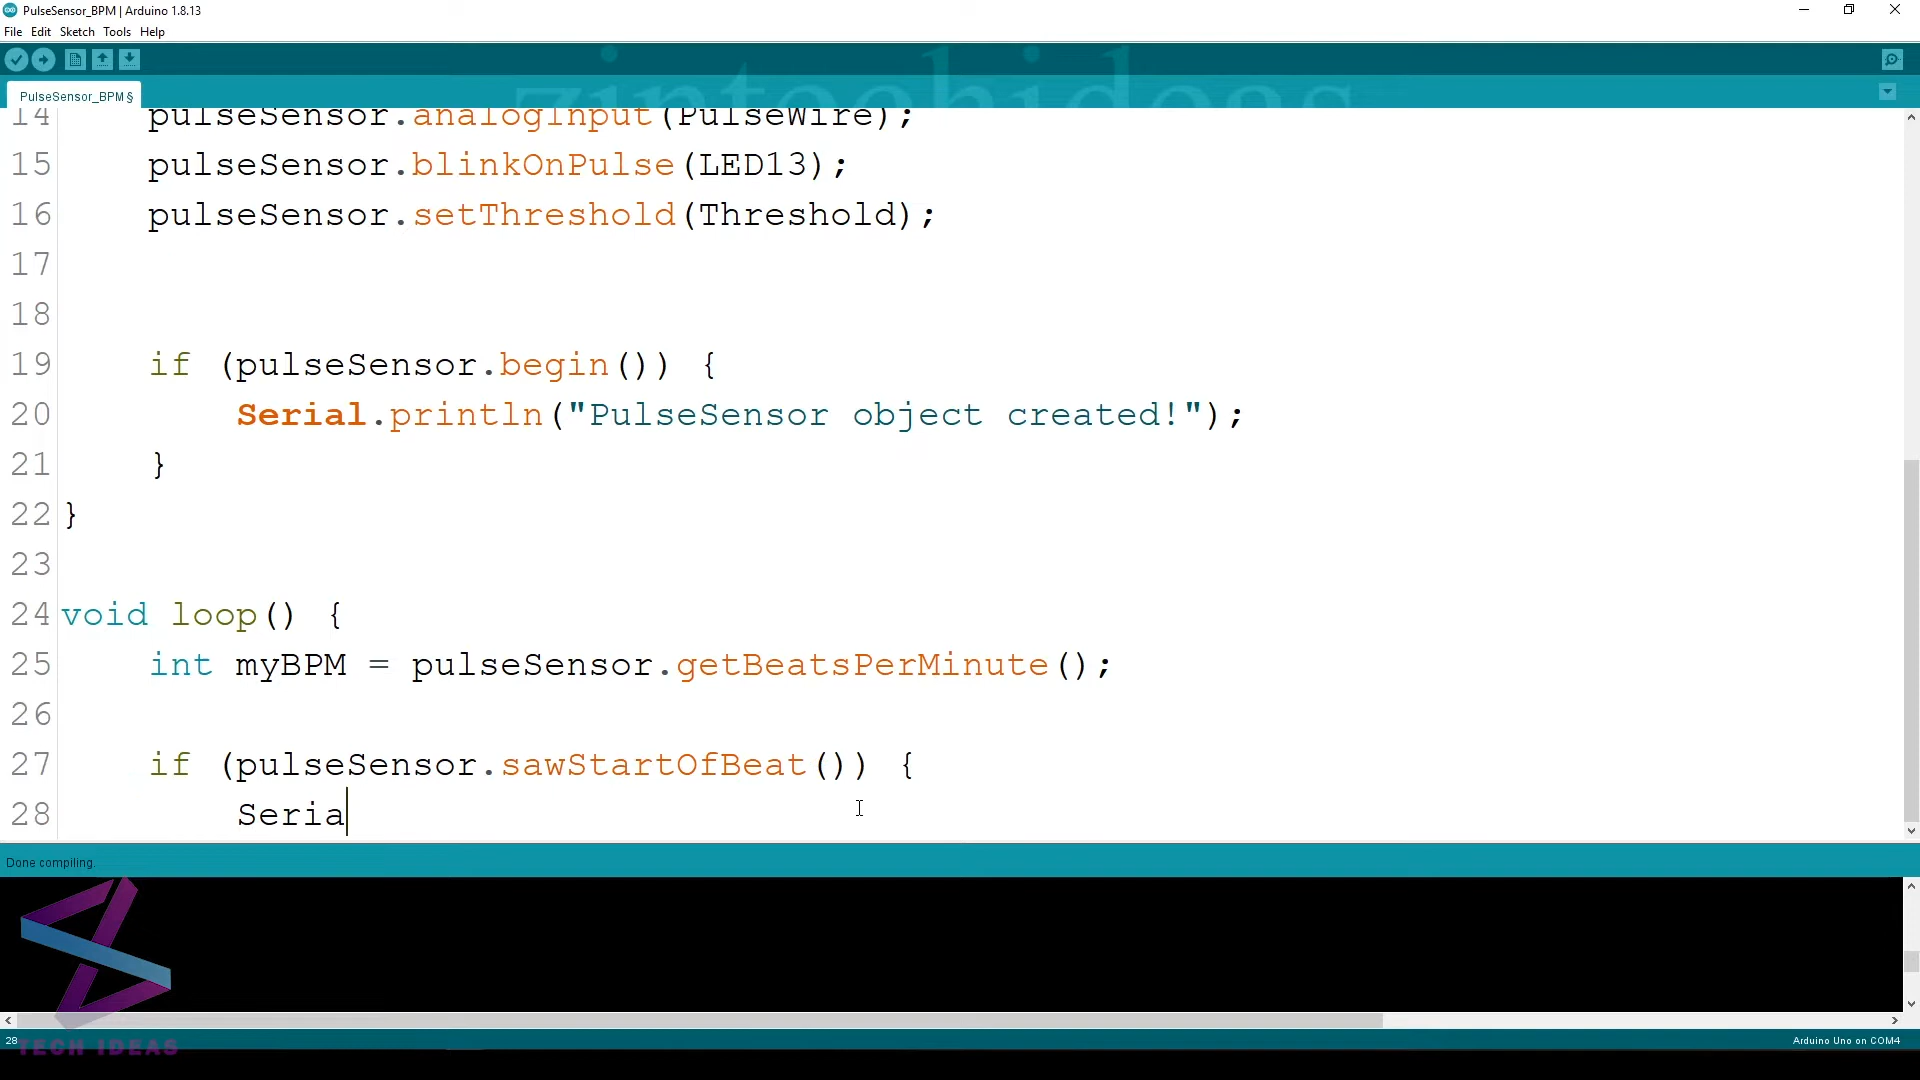 PulseSensor_BPM | Arduino 1.8.13
File Edit Sketch Tools Help
zintechideas
PulseSensor_BPM §
14 pulseSensor.analogInput(PulseWire);
15 pulseSensor.blinkOnPulse(LED13);
16 pulseSensor.setThreshold(Threshold);
17
18
19 if (pulseSensor.begin()) {
20 Serial.println("PulseSensor object created!");
21 }
22 }
23
24 void loop() {
25 int myBPM = pulseSensor.getBeatsPerMinute();
26
27 if (pulseSensor.sawStartOfBeat()) {
28 Seria
Done compiling.
28
TECH IDEAS
Arduino Uno on COM4